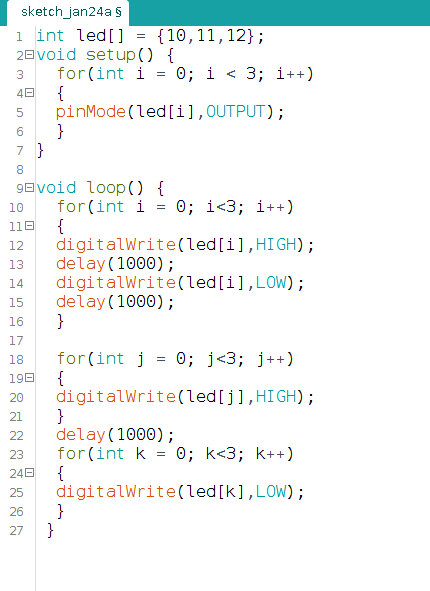 sketch_jan24a §
1 int led[] = {10,11,12};
2 void setup() {
3   for(int i = 0; i < 3; i++)
4   {
5   pinMode(led[i],OUTPUT);
6   }
7 }
8
9 void loop() {
10   for(int i = 0; i<3; i++)
11   {
12   digitalWrite(led[i],HIGH);
13   delay(1000);
14   digitalWrite(led[i],LOW);
15   delay(1000);
16   }
17
18   for(int j = 0; j<3; j++)
19   {
20   digitalWrite(led[j],HIGH);
21   }
22   delay(1000);
23   for(int k = 0; k<3; k++)
24   {
25   digitalWrite(led[k],LOW);
26   }
27  }